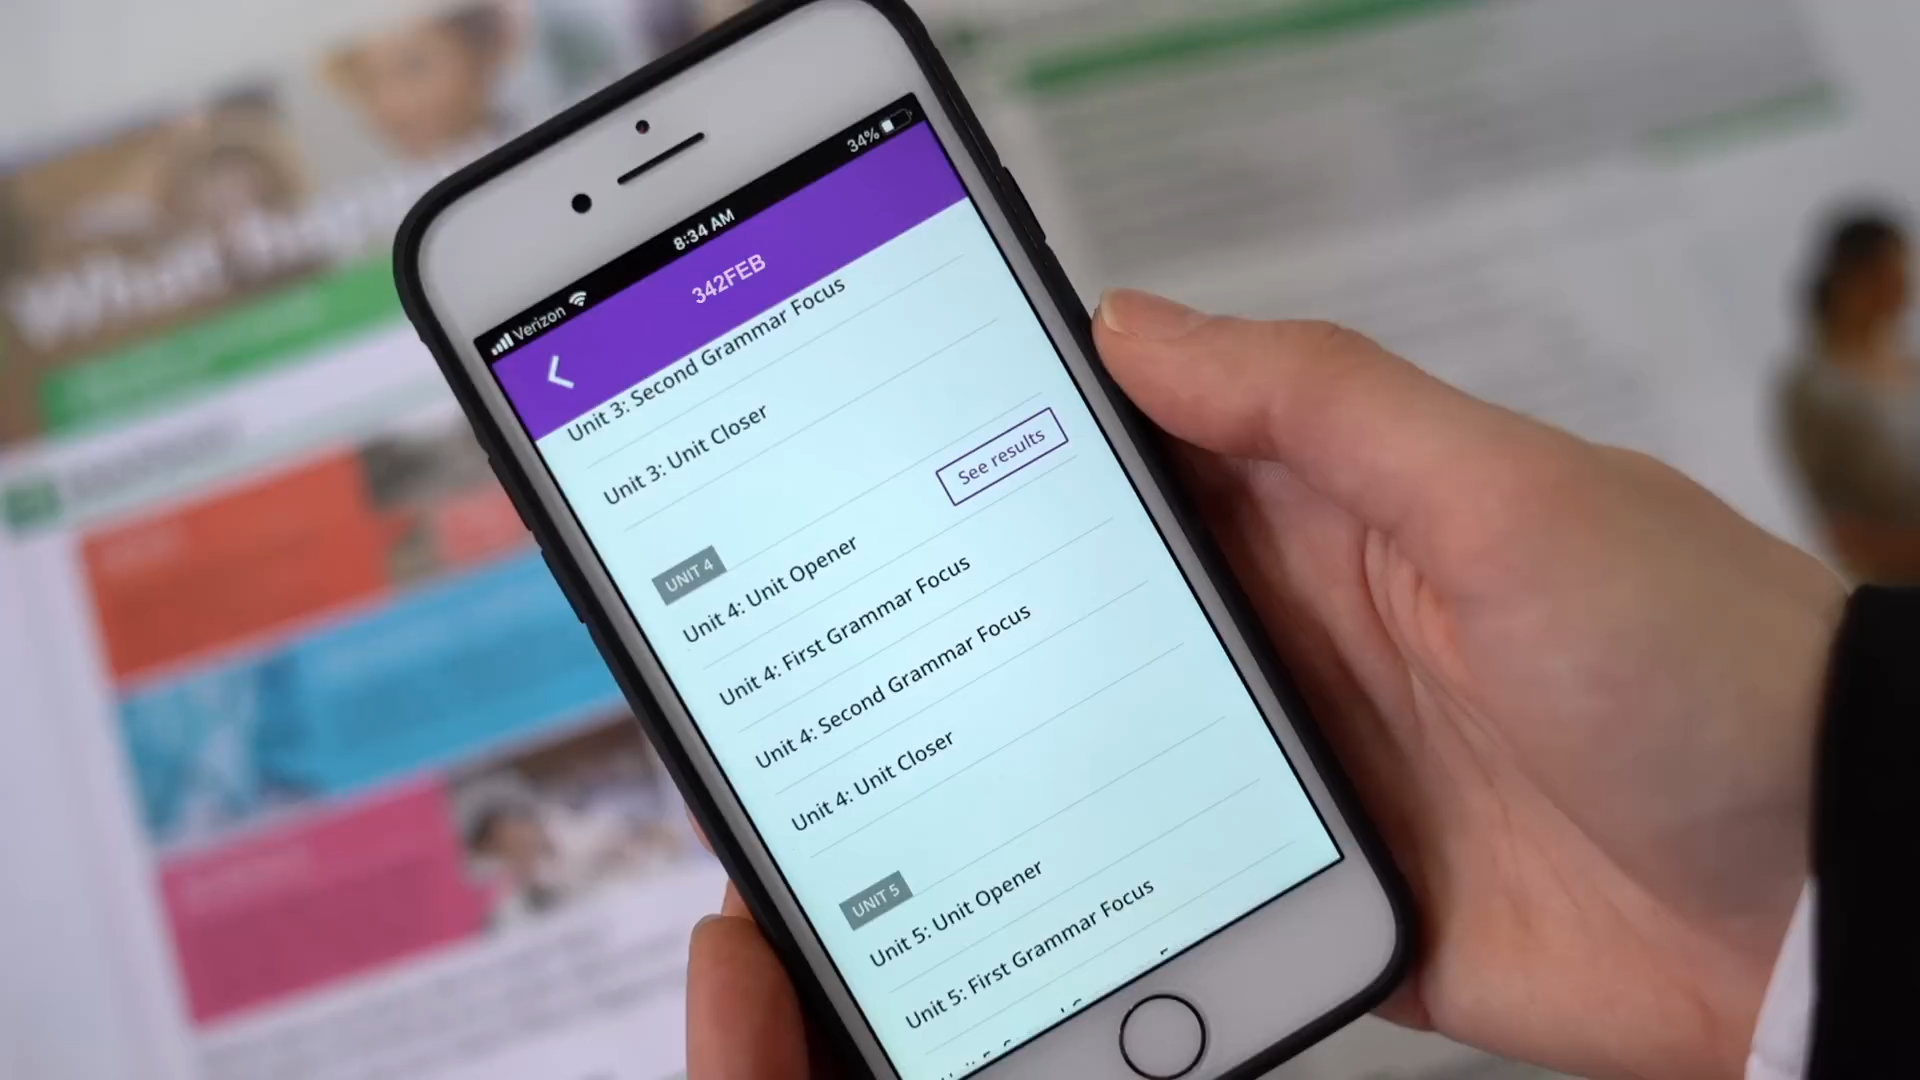 Verizon 8:34 AM 34%
342FEB
Unit 3: Second Grammar Focus
Unit 3: Unit Closer
UNIT 4
Unit 4: Unit Opener
See results
Unit 4: First Grammar Focus
Unit 4: Second Grammar Focus
Unit 4: Unit Closer
UNIT 5
Unit 5: Unit Opener
Unit 5: First Grammar Focus
What